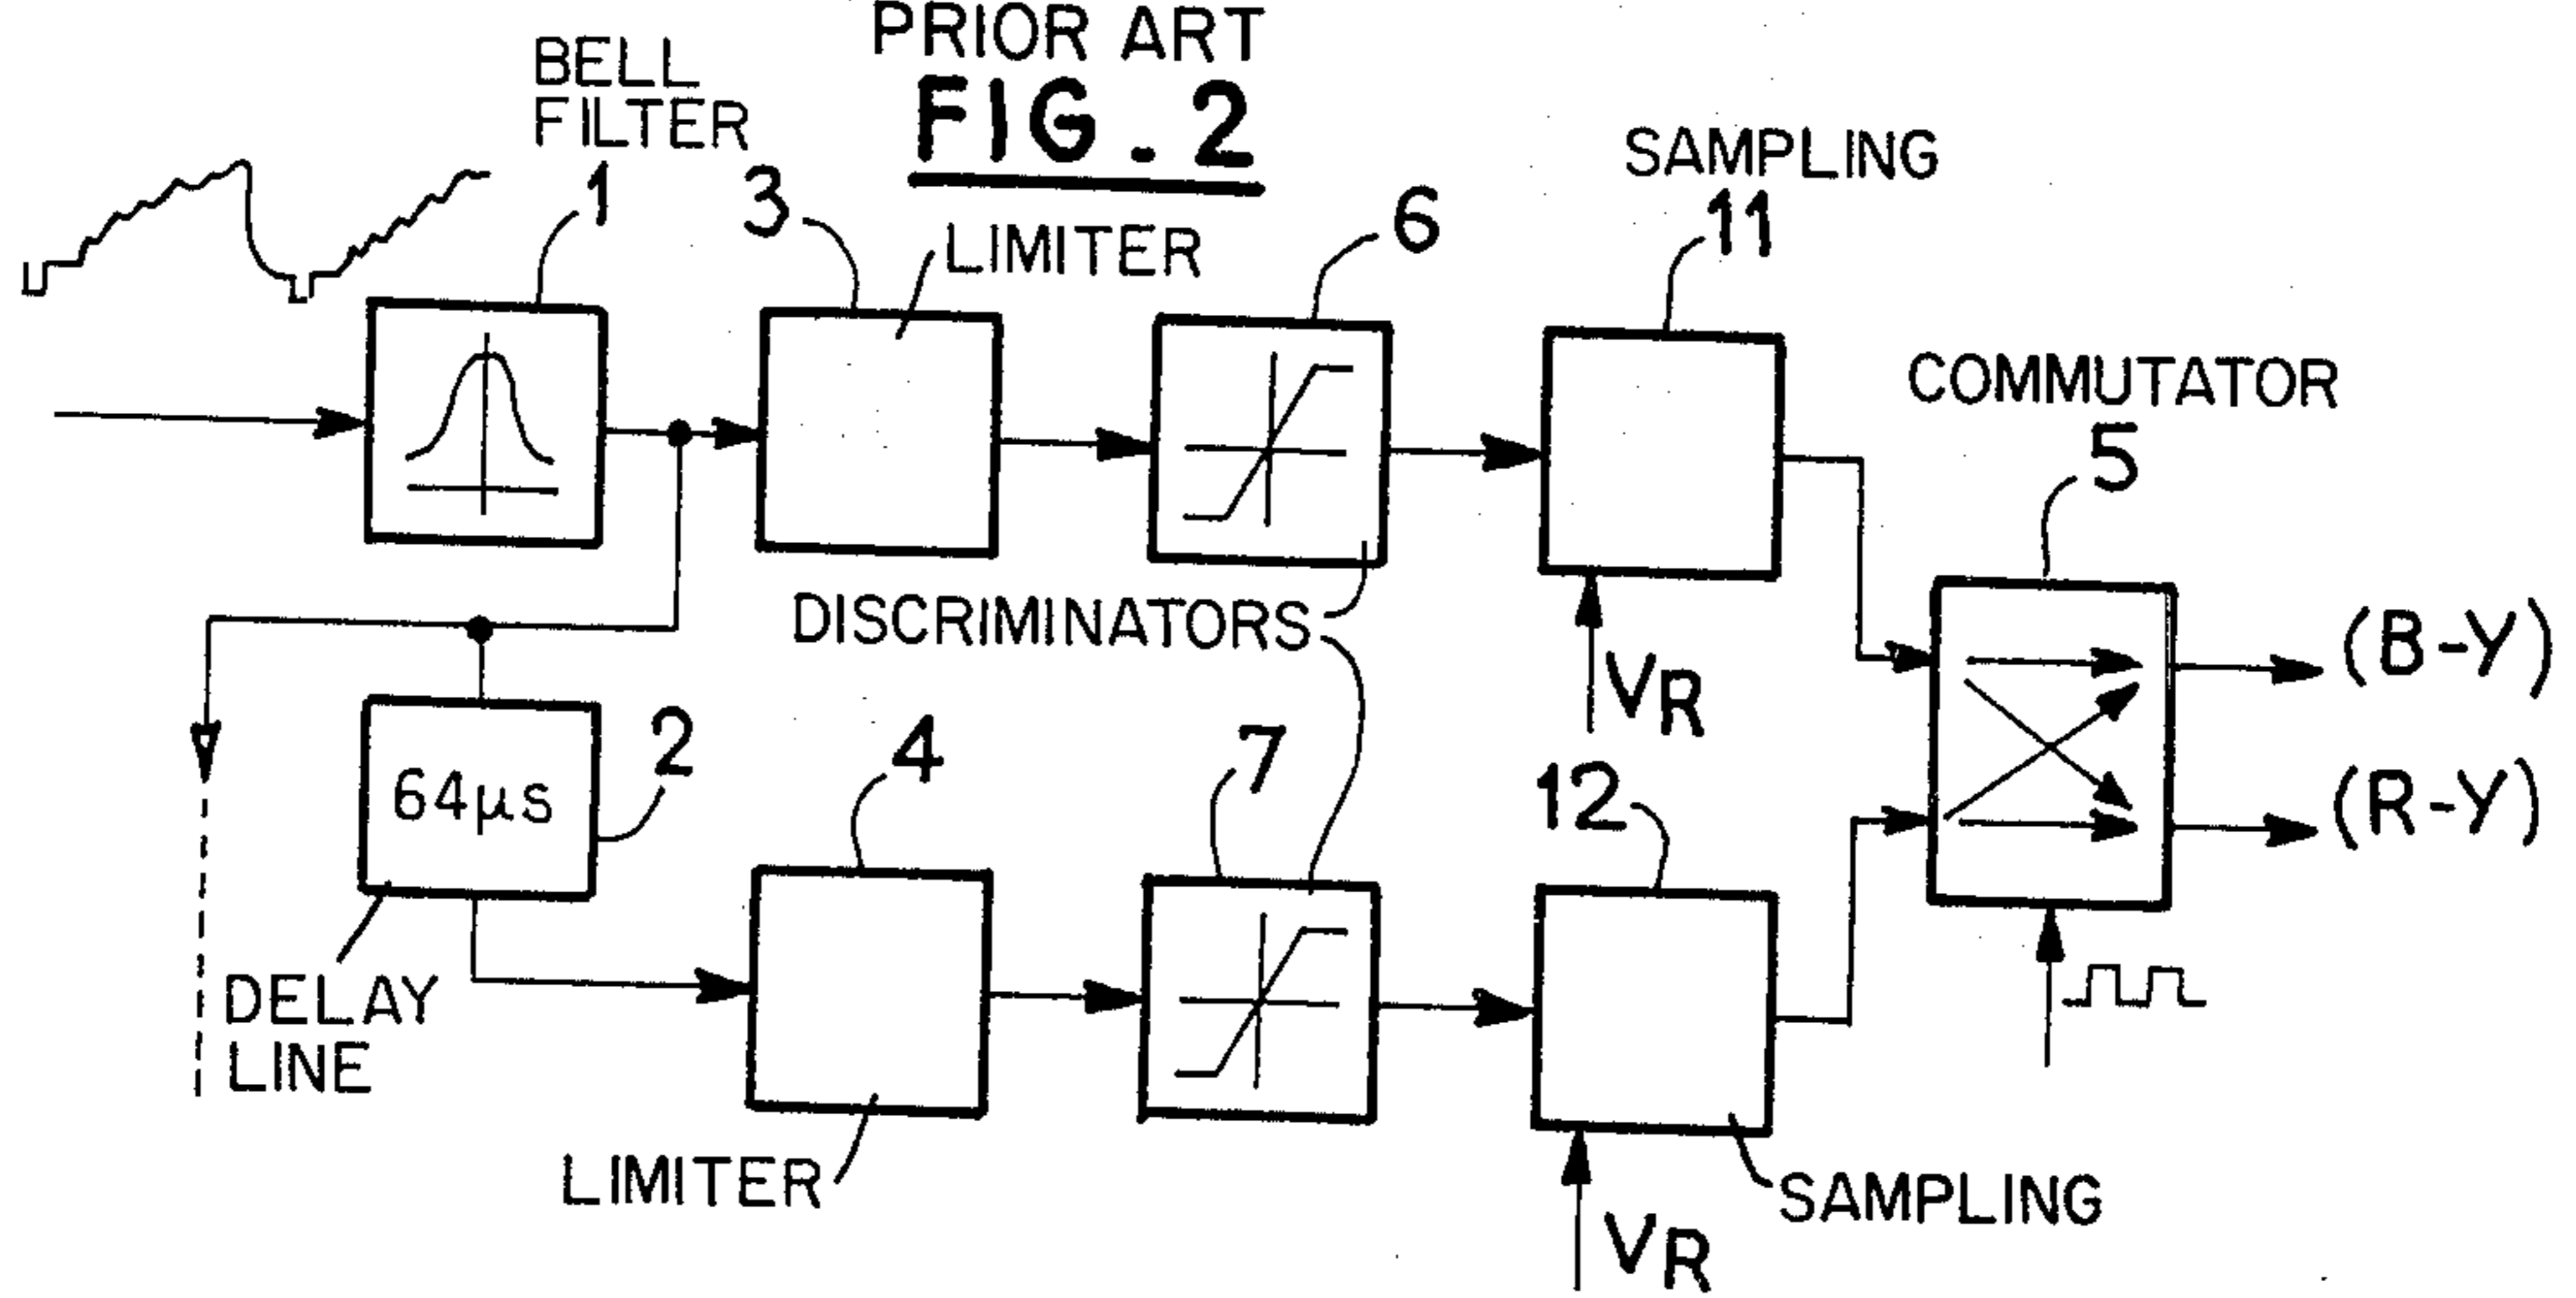 PRIOR ART
FIG. 2
BELL
FILTER
1
3
LIMITER
6
SAMPLING
11
COMMUTATOR
5
DISCRIMINATORS
VR
(B-Y)
(R-Y)
64µs
2
4
7
12
DELAY
LINE
LIMITER
SAMPLING
VR